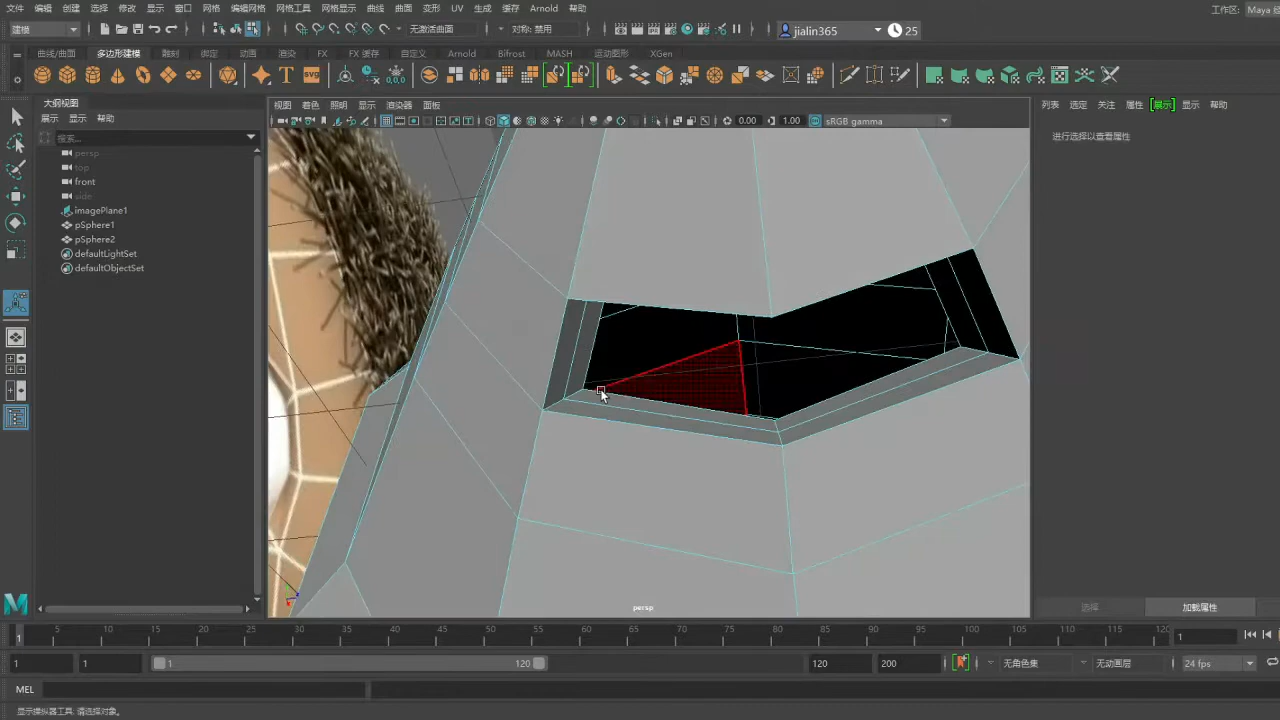 文件 编辑 创建 选择 修改 显示 窗口 网格 编辑网格 网格工具 网格显示 曲线 曲面 变形 UV 生成 缓存 Arnold 帮助 工作区: Maya 经
建模 无激活曲面 对称: 禁用 jialin365 25
曲线/曲面 多边形建模 雕刻 绑定 动画 渲染 FX FX 缓存 自定义 Arnold Bifrost MASH 运动图形 XGen
T SVG 0,0,0
大纲视图
展示 显示 帮助
搜索...
persp
top
front
side
imagePlane1
pSphere1
pSphere2
defaultLightSet
defaultObjectSet
视图 着色 照明 显示 渲染器 面板
0.00 1.00 sRGB gamma
persp
列表 选定 关注 属性 展示 显示 帮助
进行选择以查看属性
选择 加载属性
1 5 10 15 20 25 30 35 40 45 50 55 60 65 70 75 80 85 90 95 100 105 110 115 120 1
1 1 1 120 120 200 无角色集 无动画层 24 fps
MEL
显示操纵器工具: 请选择对象。